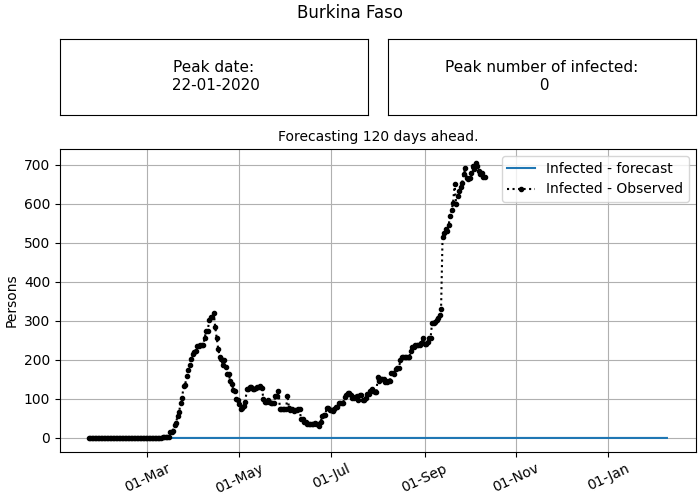 Burkina Faso
Peak date:
22-01-2020
Peak number of infected:
0
Forecasting 120 days ahead.
Infected - forecast
Infected - Observed
Persons
700
600
500
400
300
200
100
0
01-Mar
01-May
01-Jul
01-Sep
01-Nov
01-Jan